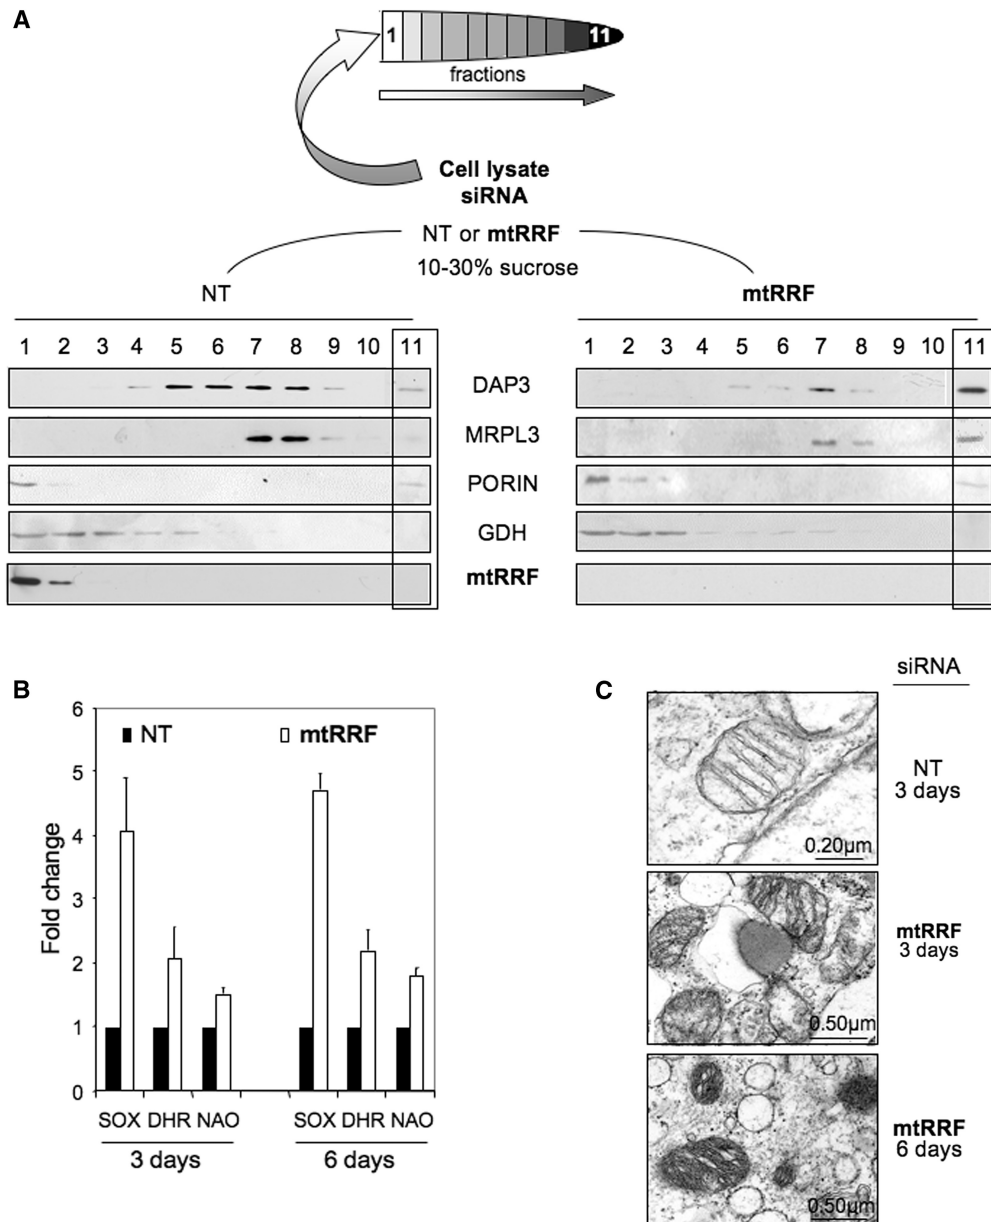 A
1 11
fractions
Cell lysate
siRNA
NT or mtRRF
10-30% sucrose
NT mtRRF
1 2 3 4 5 6 7 8 9 10 11 1 2 3 4 5 6 7 8 9 10 11
DAP3
MRPL3
PORIN
GDH
mtRRF
B
6
NT mtRRF
5
4
3
2
1
0
Fold change
SOX DHR NAO SOX DHR NAO
3 days 6 days
C
siRNA
NT
3 days
0.20µm
mtRRF
3 days
0.50µm
mtRRF
6 days
0.50µm